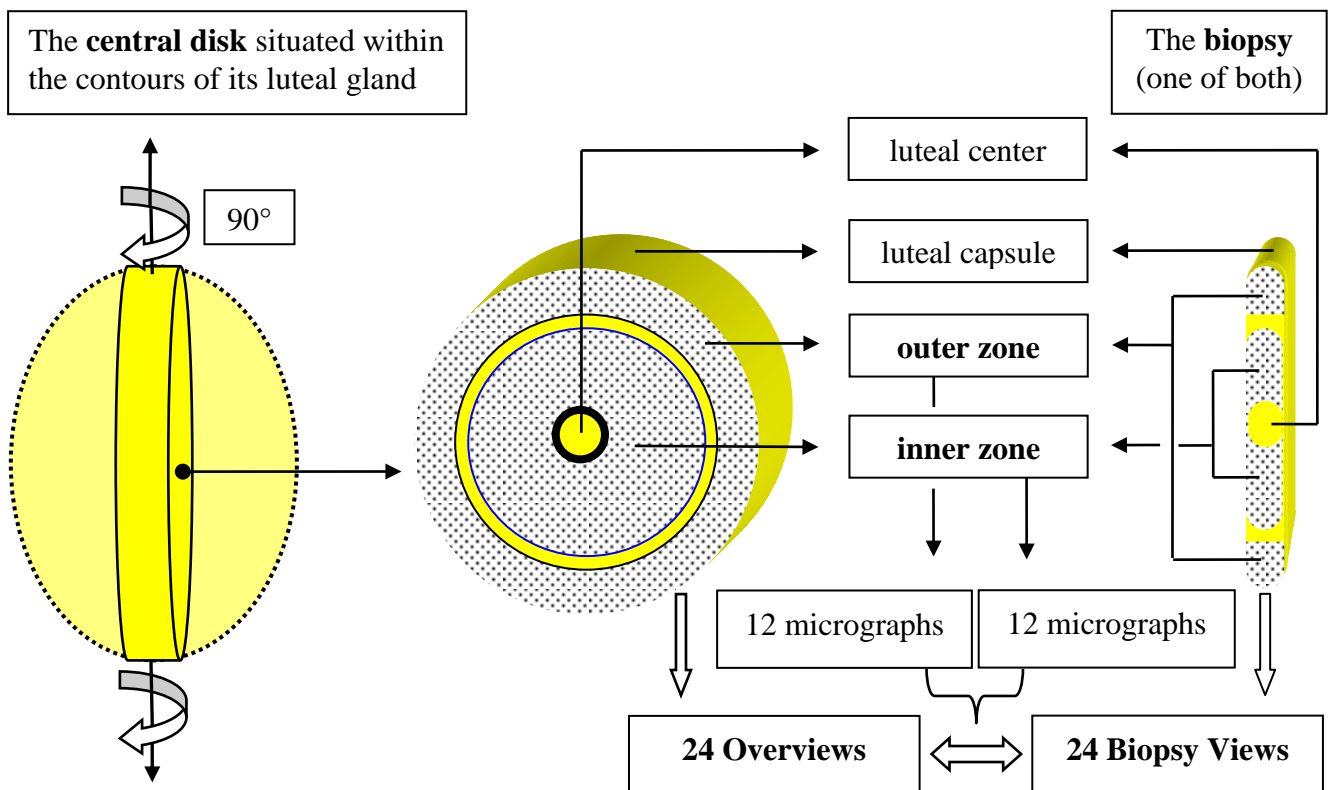 The central disk situated within
the contours of its luteal gland
The biopsy
(one of both)
90°
luteal center
luteal capsule
outer zone
inner zone
12 micrographs
12 micrographs
24 Overviews
24 Biopsy Views